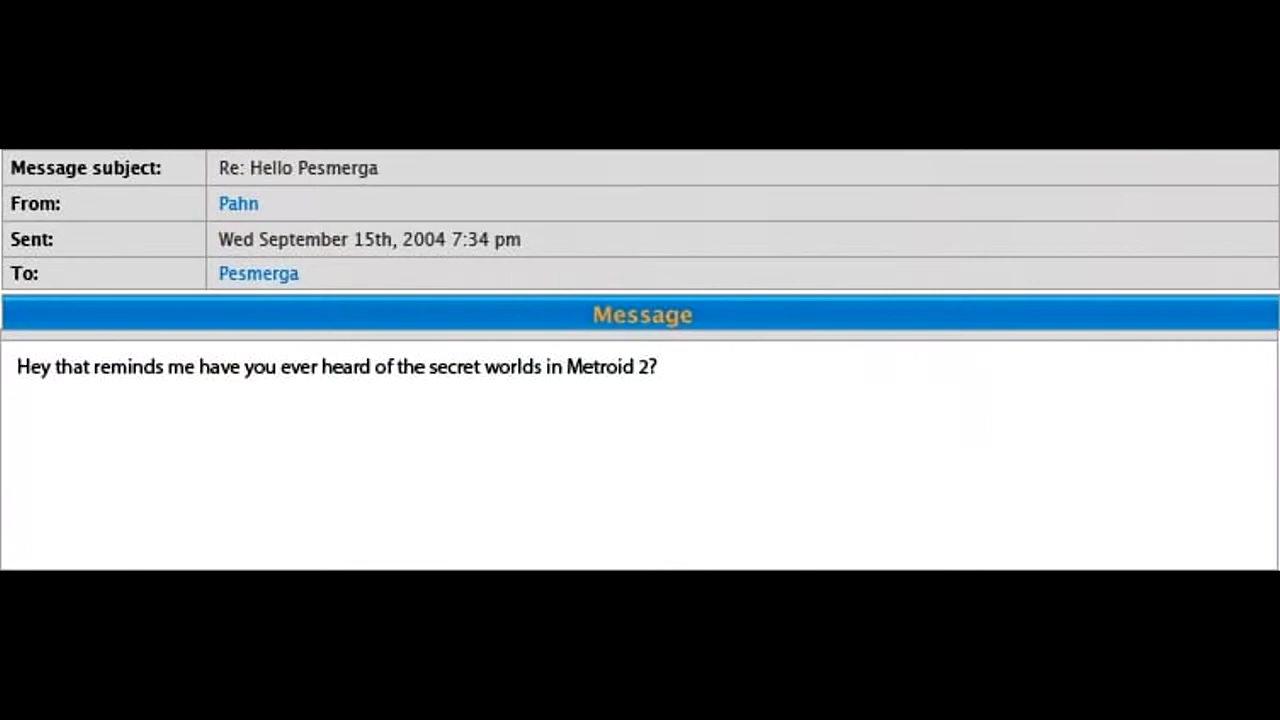 Message subject: Re: Hello Pesmerga
From: Pahn
Sent: Wed September 15th, 2004 7:34 pm
To: Pesmerga
Message
Hey that reminds me have you ever heard of the secret worlds in Metroid 2?